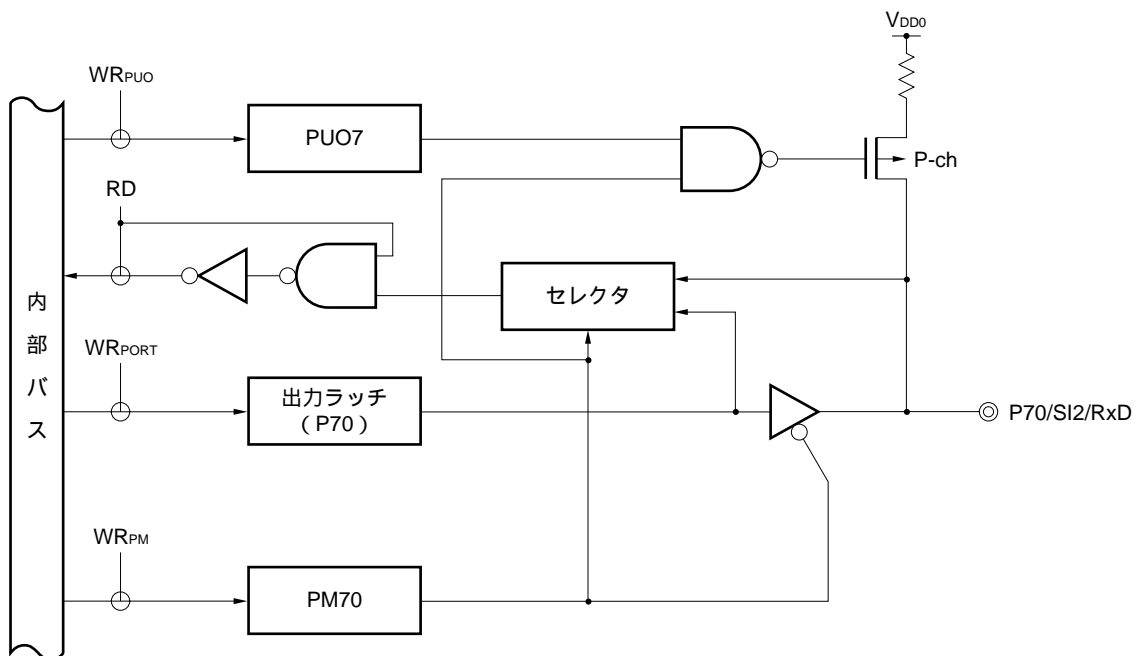 VDD0
WRPUO
PUO7
P-ch
RD
セレクタ
内部バス
WRPORT
出力ラッチ
(P70)
P70/SI2/RxD
WRPM
PM70